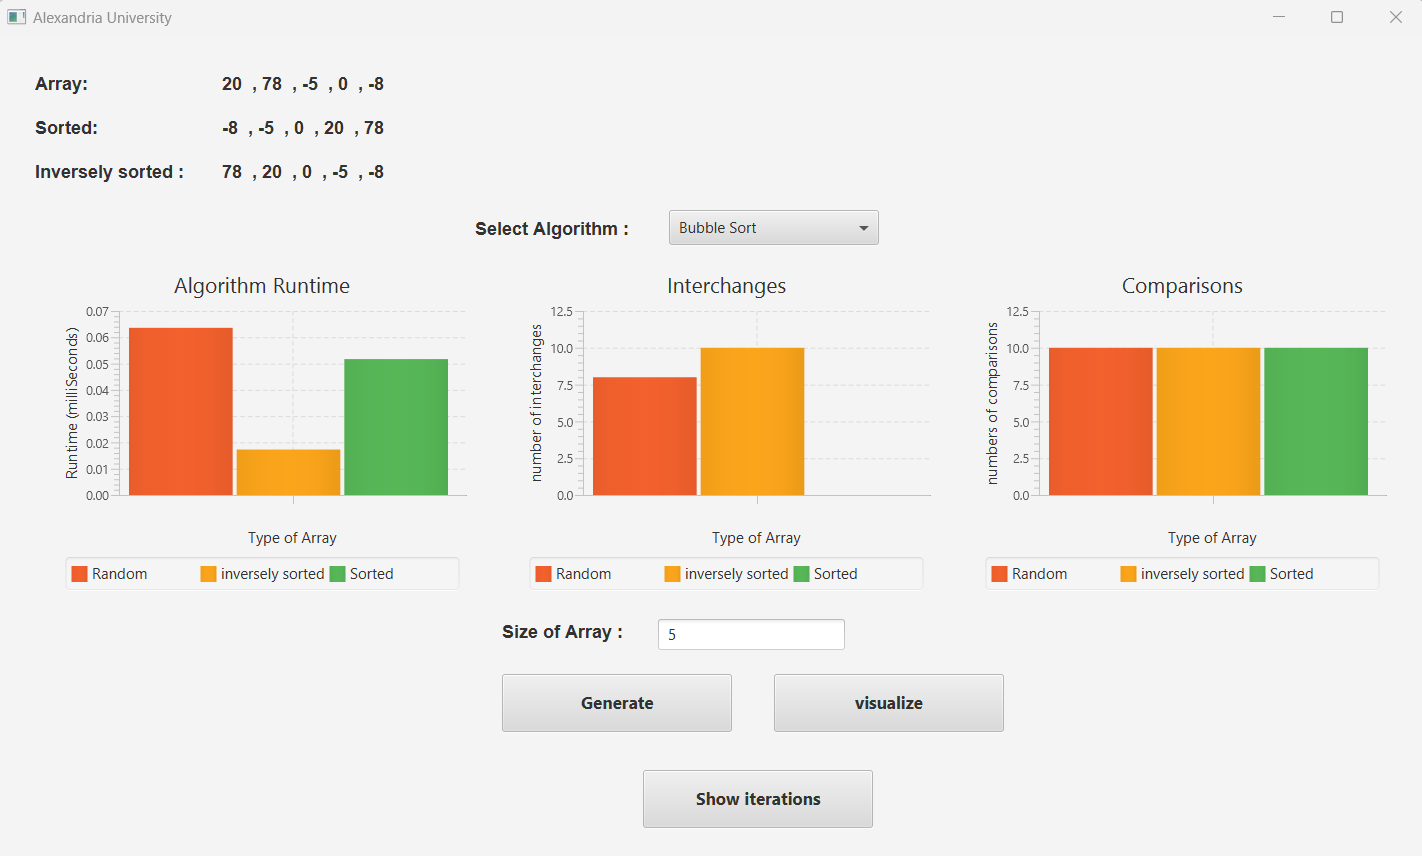 Alexandria University
Array: 20 , 78 , -5 , 0 , -8
Sorted: -8 , -5 , 0 , 20 , 78
Inversely sorted : 78 , 20 , 0 , -5 , -8
Select Algorithm : Bubble Sort
Algorithm Runtime
Runtime (milliSeconds)
0.07
0.06
0.05
0.04
0.03
0.02
0.01
0.00
Type of Array
Random inversely sorted Sorted
Interchanges
number of interchanges
12.5
10.0
7.5
5.0
2.5
0.0
Type of Array
Random inversely sorted Sorted
Comparisons
numbers of comparisons
12.5
10.0
7.5
5.0
2.5
0.0
Type of Array
Random inversely sorted Sorted
Size of Array : 5
Generate visualize
Show iterations